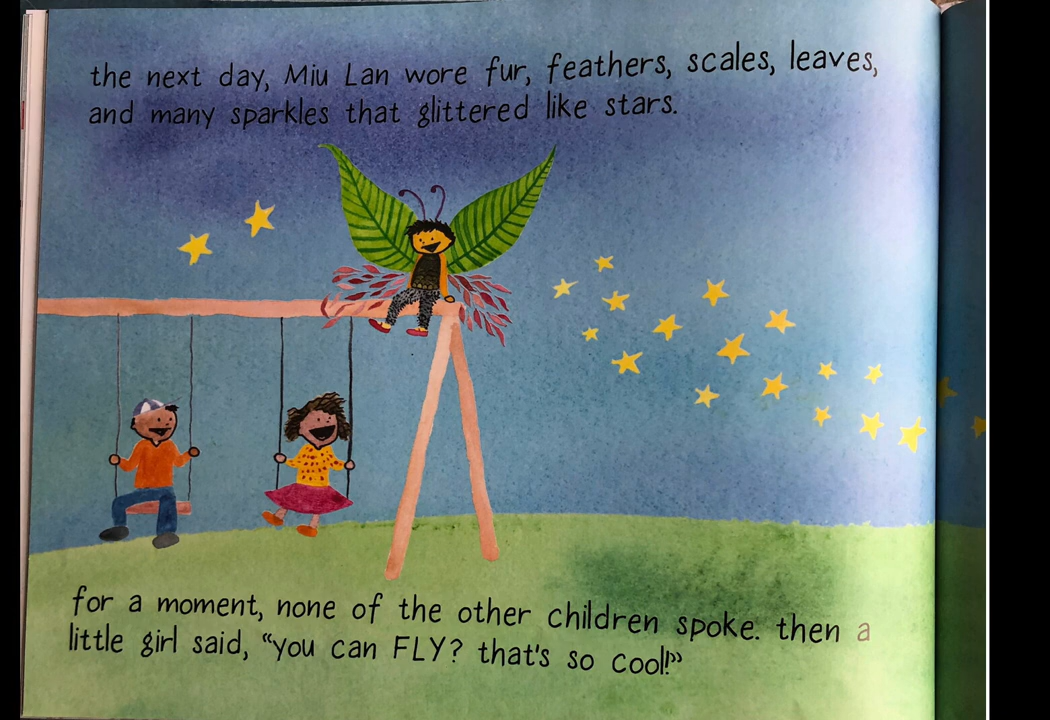 the next day, Miu Lan wore fur, feathers, scales, leaves,
and many sparkles that glittered like stars.
for a moment, none of the other children spoke. then a
little girl said, “you can FLY? that's so cool!”